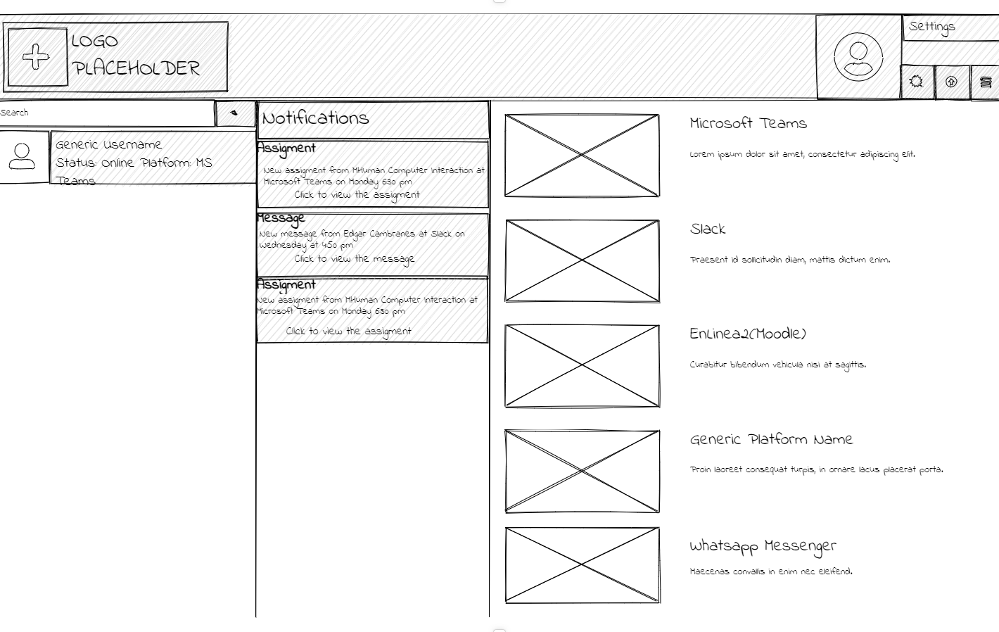 LOGO
PLACEHOLDER
Settings
Search
Generic Username
Status: Online Platform: MS
Teams
Notifications
Assigment
New assigment from MHuman Computer Interaction at
Microsoft Teams on Monday 630 pm
Click to view the assigment
Message
New message from Edgar Cambranes at Slack on
Wednesday at 450 pm
Click to view the message
Assigment
New assigment from MHuman Computer Interaction at
Microsoft Teams on Monday 630 pm
Click to view the assigment
Microsoft Teams
Lorem ipsum dolor sit amet, consectetur adipiscing elit.
Slack
Praesent id sollicitudin diam, mattis dictum enim.
EnLinea2(Moodle)
Curabitur bibendum vehicula nisi at sagittis.
Generic Platform Name
Proin laoreet consequat turpis, in ornare lacus placerat porta.
Whatsapp Messenger
Maecenas convallis in enim nec eleifend.